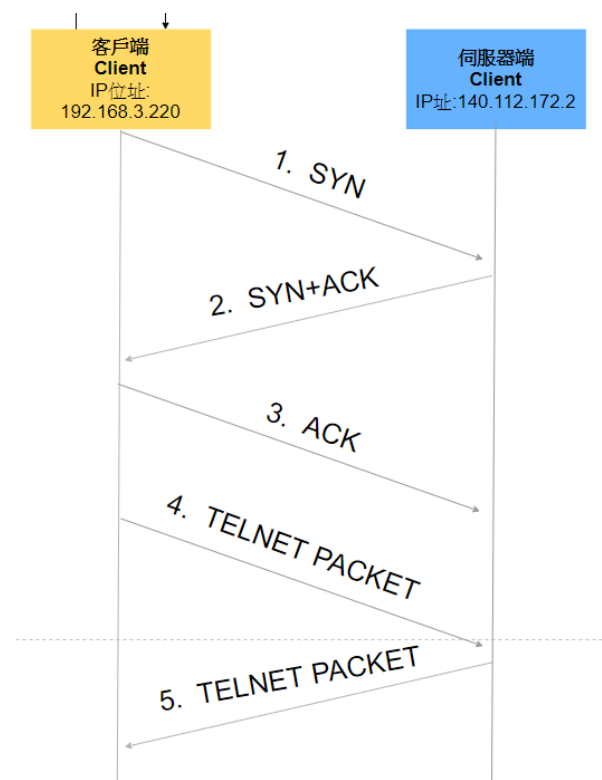 客戶端
Client
IP位址:
192.168.3.220
伺服器端
Client
IP址:140.112.172.2
1. SYN
2. SYN+ACK
3. ACK
4. TELNET PACKET
5. TELNET PACKET